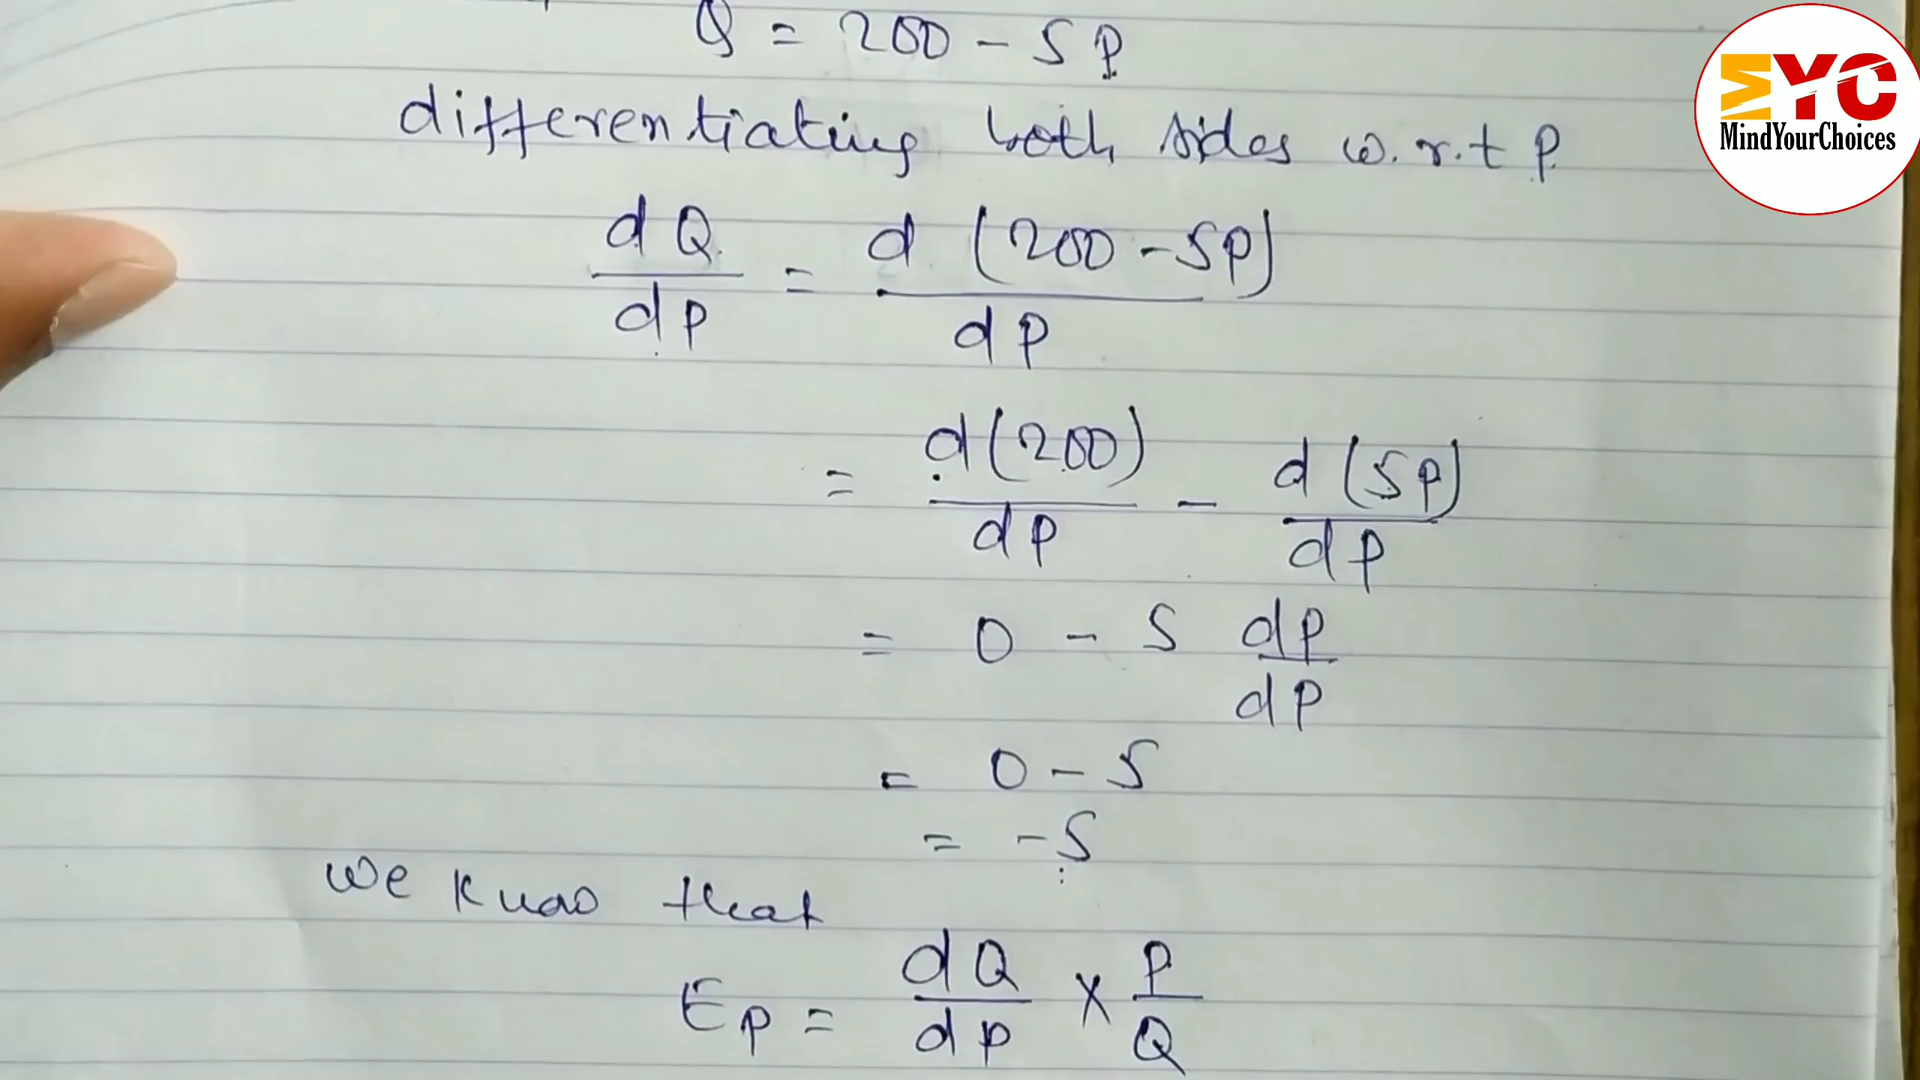 Q = 200 - 5P
differentiating both sides w.r.t P
dQ/dP = d (200 - 5P)/dP
= d(200)/dP - d(5P)/dP
= 0 - 5 dP/dP
= 0 - 5
= -5
We know that
Ep = dQ/dP × P/Q
MYC
MindYourChoices